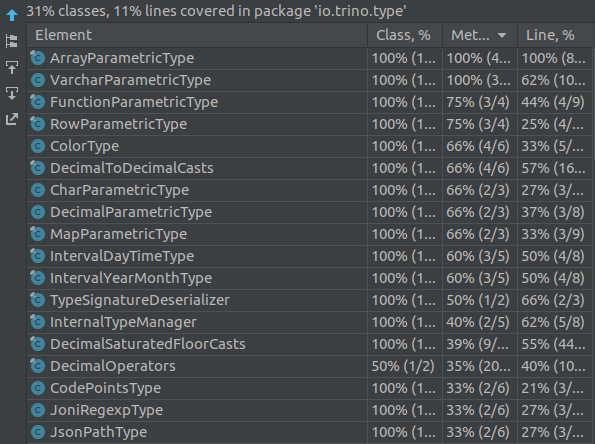 31% classes, 11% lines covered in package 'io.trino.type'
Element Class, % Met... Line, %
ArrayParametricType 100% (1... 100% (4... 100% (8...
VarcharParametricType 100% (1... 100% (3... 62% (10...
FunctionParametricType 100% (1... 75% (3/4) 44% (4/9)
RowParametricType 100% (1... 75% (3/4) 25% (4/...
ColorType 100% (1... 66% (4/6) 33% (5/...
DecimalToDecimalCasts 100% (1... 66% (4/6) 57% (16...
CharParametricType 100% (1... 66% (2/3) 27% (3/...
DecimalParametricType 100% (1... 66% (2/3) 37% (3/8)
MapParametricType 100% (1... 66% (2/3) 33% (3/9)
IntervalDayTimeType 100% (1... 60% (3/5) 50% (4/8)
IntervalYearMonthType 100% (1... 60% (3/5) 50% (4/8)
TypeSignatureDeserializer 100% (1... 50% (1/2) 66% (2/3)
InternalTypeManager 100% (1... 40% (2/5) 62% (5/8)
DecimalSaturatedFloorCasts 100% (1... 39% (9/... 55% (44...
DecimalOperators 50% (1/2) 35% (20... 40% (10...
CodePointsType 100% (1... 33% (2/6) 21% (3/...
JoniRegexpType 100% (1... 33% (2/6) 27% (3/...
JsonPathType 100% (1... 33% (2/6) 27% (3/...